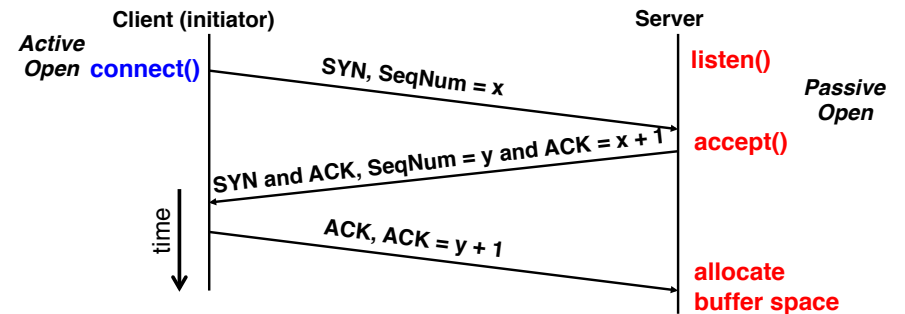 Client (initiator)
Server
Active
Open
connect()
listen()
Passive
Open
SYN, SeqNum = x
accept()
SYN and ACK, SeqNum = y and ACK = x + 1
time
ACK, ACK = y + 1
allocate
buffer space